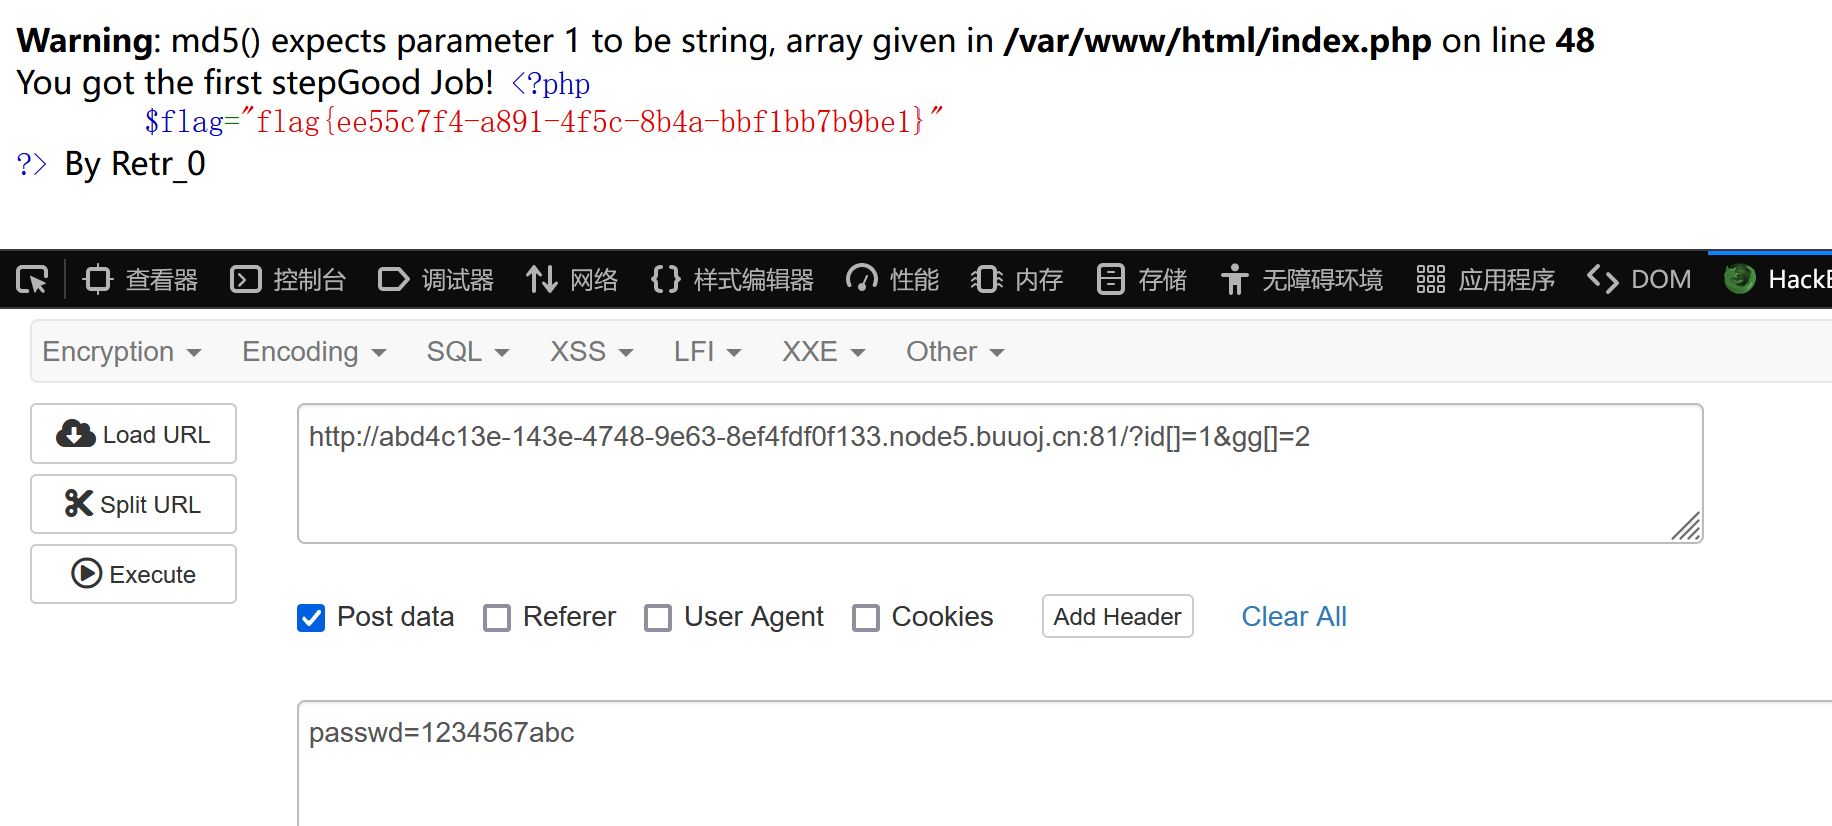 Warning: md5() expects parameter 1 to be string, array given in /var/www/html/index.php on line 48
You got the first stepGood Job! <?php
$flag="flag{ee55c7f4-a891-4f5c-8b4a-bbf1bb7b9be1}"
?> By Retr_0
查看器 控制台 调试器 网络 {} 样式编辑器 性能 内存 存储 无障碍环境 应用程序 DOM HackE
Encryption Encoding SQL XSS LFI XXE Other
Load URL
http://abd4c13e-143e-4748-9e63-8ef4fdf0f133.node5.buuoj.cn:81/?id[]=1&gg[]=2
Split URL
Execute
Post data Referer User Agent Cookies Add Header Clear All
passwd=1234567abc